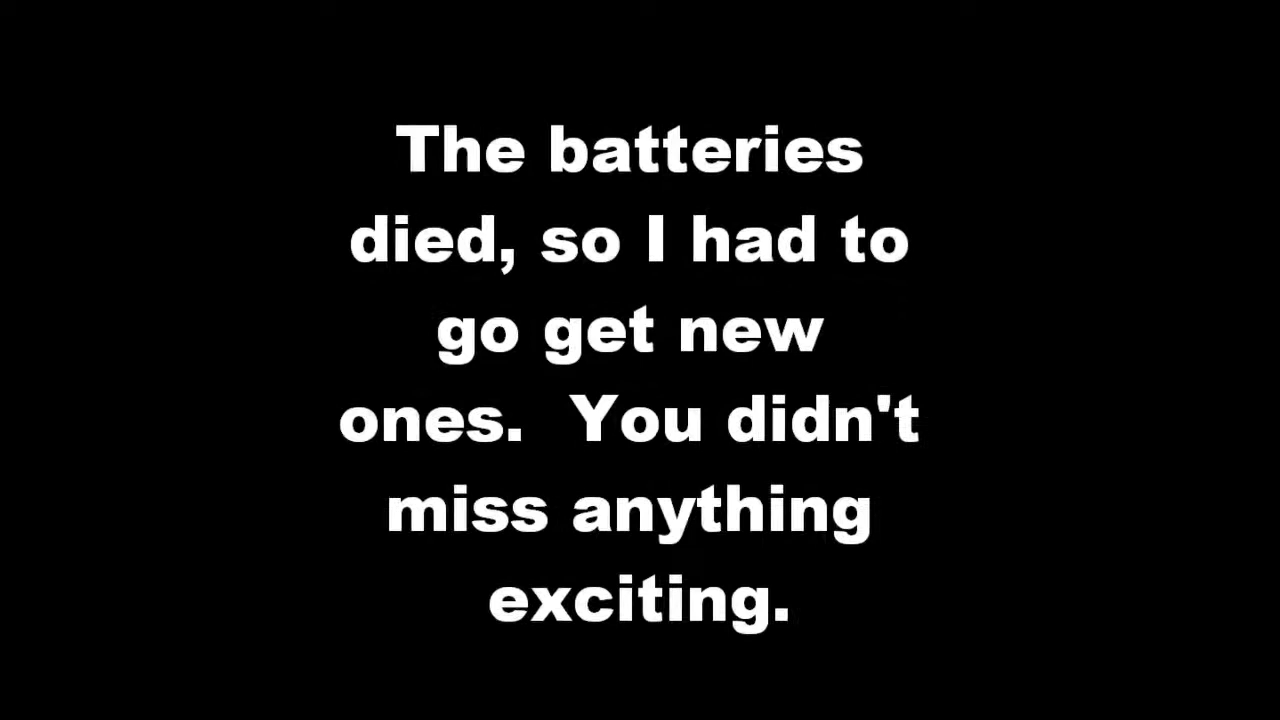 The batteries
died, so I had to
go get new
ones.  You didn't
miss anything
exciting.